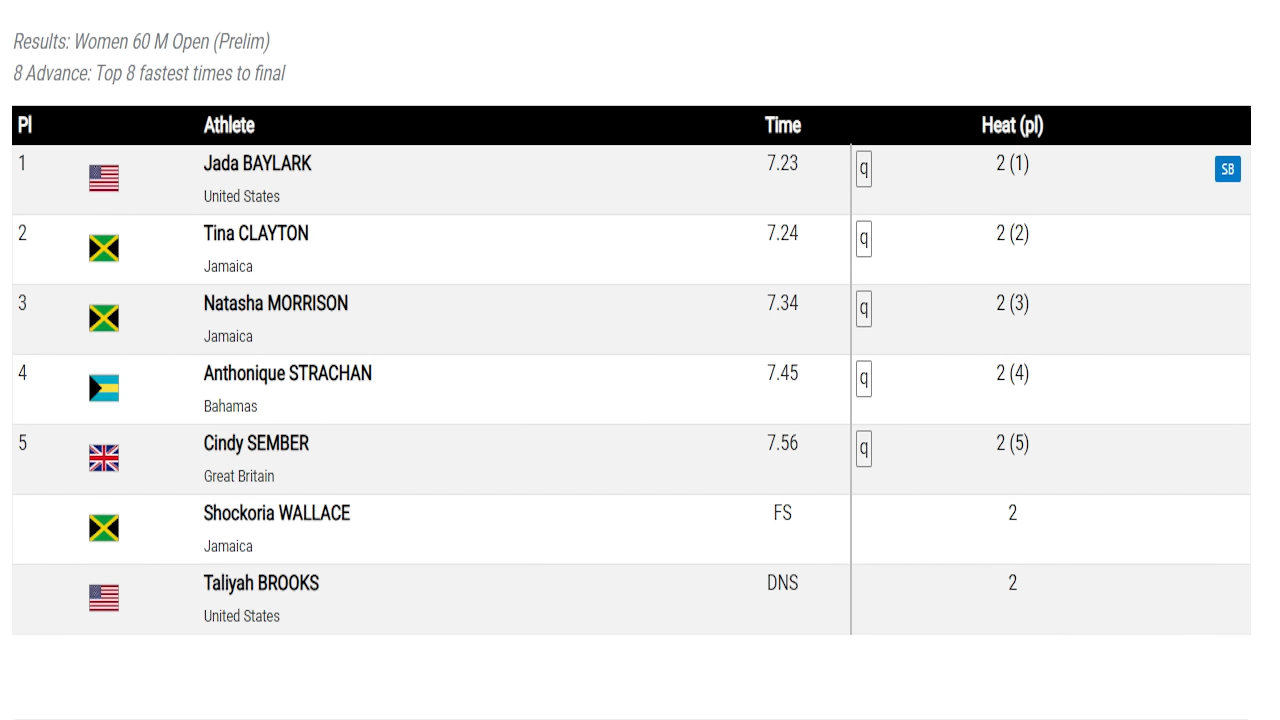 Results: Women 60 M Open (Prelim)
8 Advance: Top 8 fastest times to final
Pl Athlete Time Heat (pl)
1 Jada BAYLARK 7.23 q 2 (1) SB
United States
2 Tina CLAYTON 7.24 q 2 (2)
Jamaica
3 Natasha MORRISON 7.34 q 2 (3)
Jamaica
4 Anthonique STRACHAN 7.45 q 2 (4)
Bahamas
5 Cindy SEMBER 7.56 q 2 (5)
Great Britain
Shockoria WALLACE FS 2
Jamaica
Taliyah BROOKS DNS 2
United States